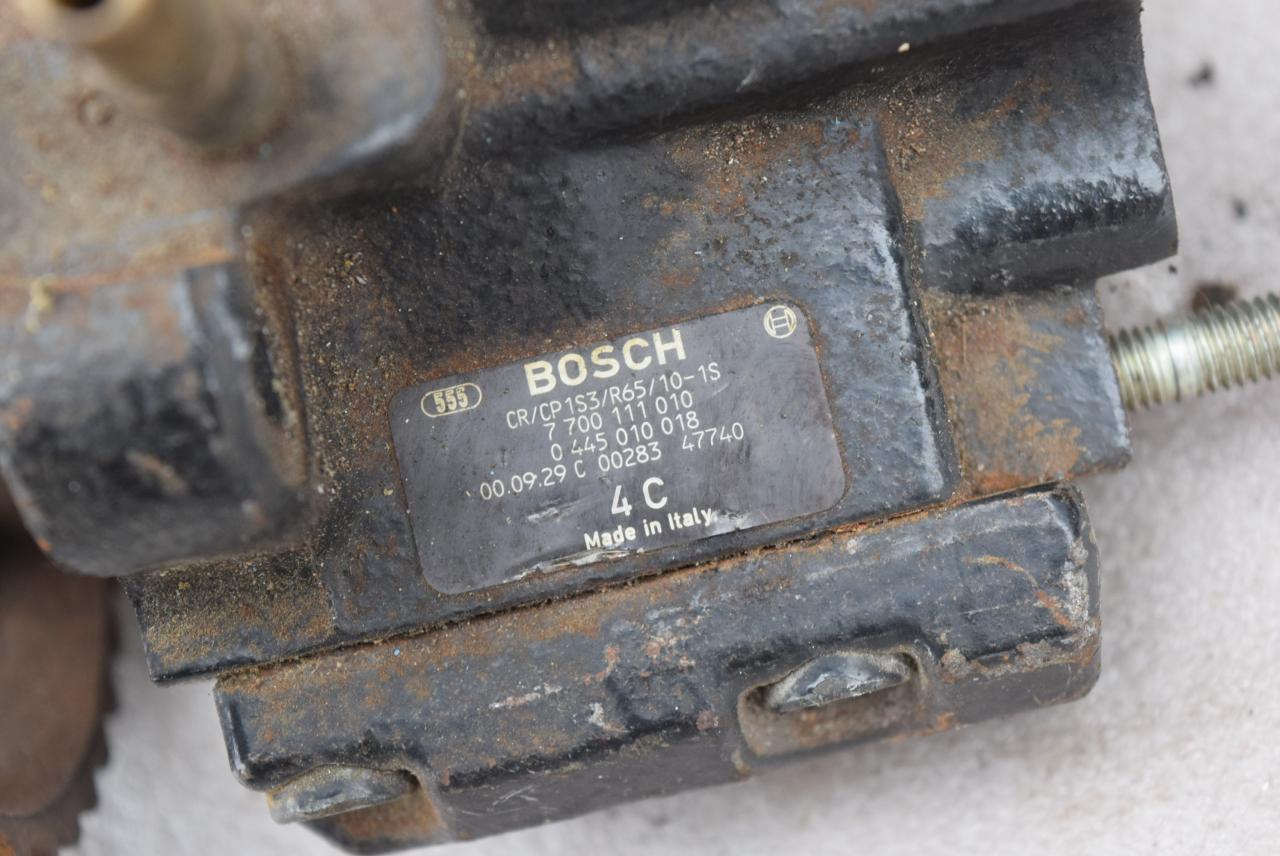 555
BOSCH
CR/CP1S3/R65/10-1S
7 700 111 010
0 445 010 018
00.09.29 C 00283 47740
4 C
Made in Italy